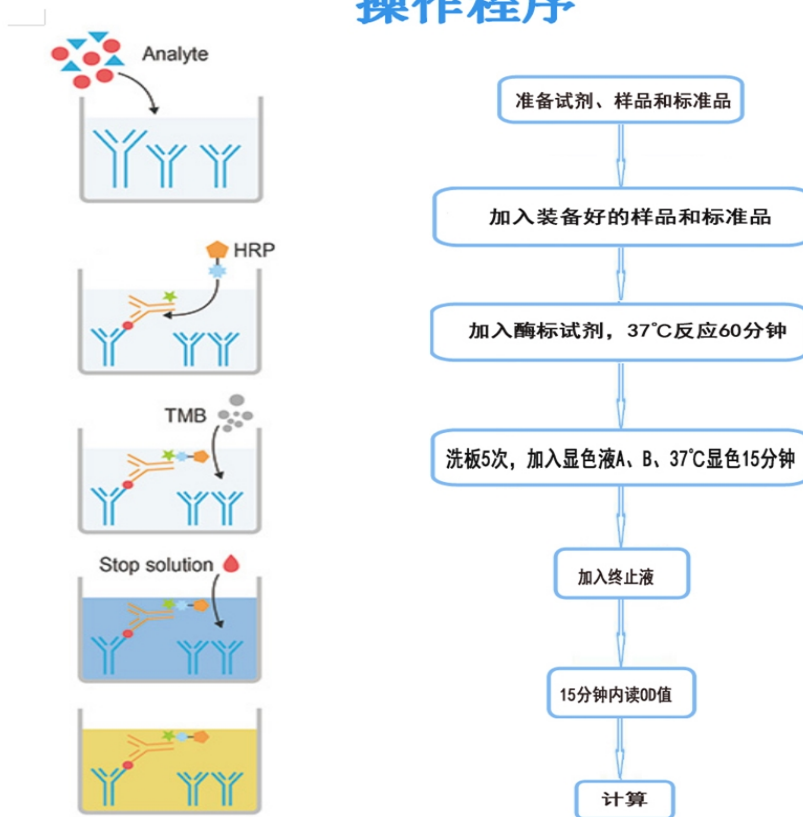 操作程序
Analyte
HRP
TMB
Stop solution
准备试剂、样品和标准品
加入装备好的样品和标准品
加入酶标试剂，37℃反应60分钟
洗板5次，加入显色液A、B、37℃显色15分钟
加入终止液
15分钟内读OD值
计算